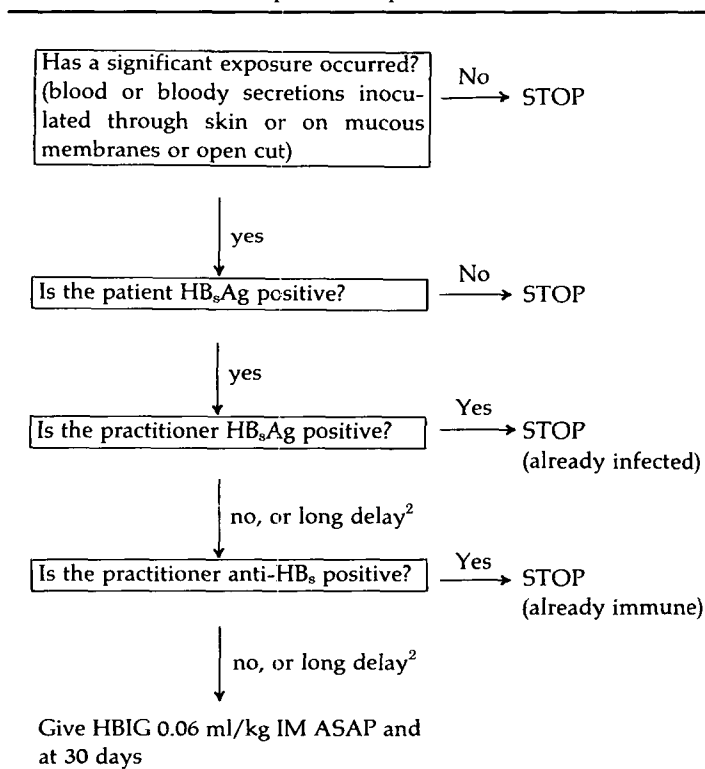 Has a significant exposure occurred?
(blood or bloody secretions inocu-
lated through skin or on mucous
membranes or open cut)
No
STOP
yes
Is the patient HBₛAg positive?
No
STOP
yes
Is the practitioner HBₛAg positive?
Yes
STOP
(already infected)
no, or long delay²
Is the practitioner anti-HBₛ positive?
Yes
STOP
(already immune)
no, or long delay²
Give HBIG 0.06 ml/kg IM ASAP and
at 30 days